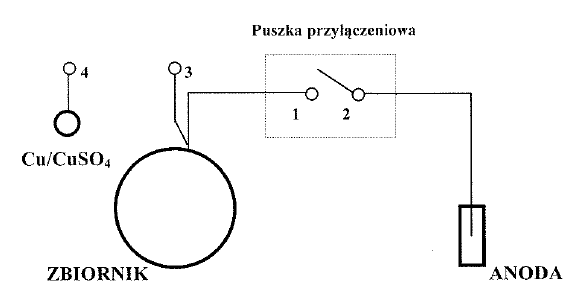 Puszka przyłączeniowa
4
3
1
2
Cu/CuSO₄
ZBIORNIK
ANODA